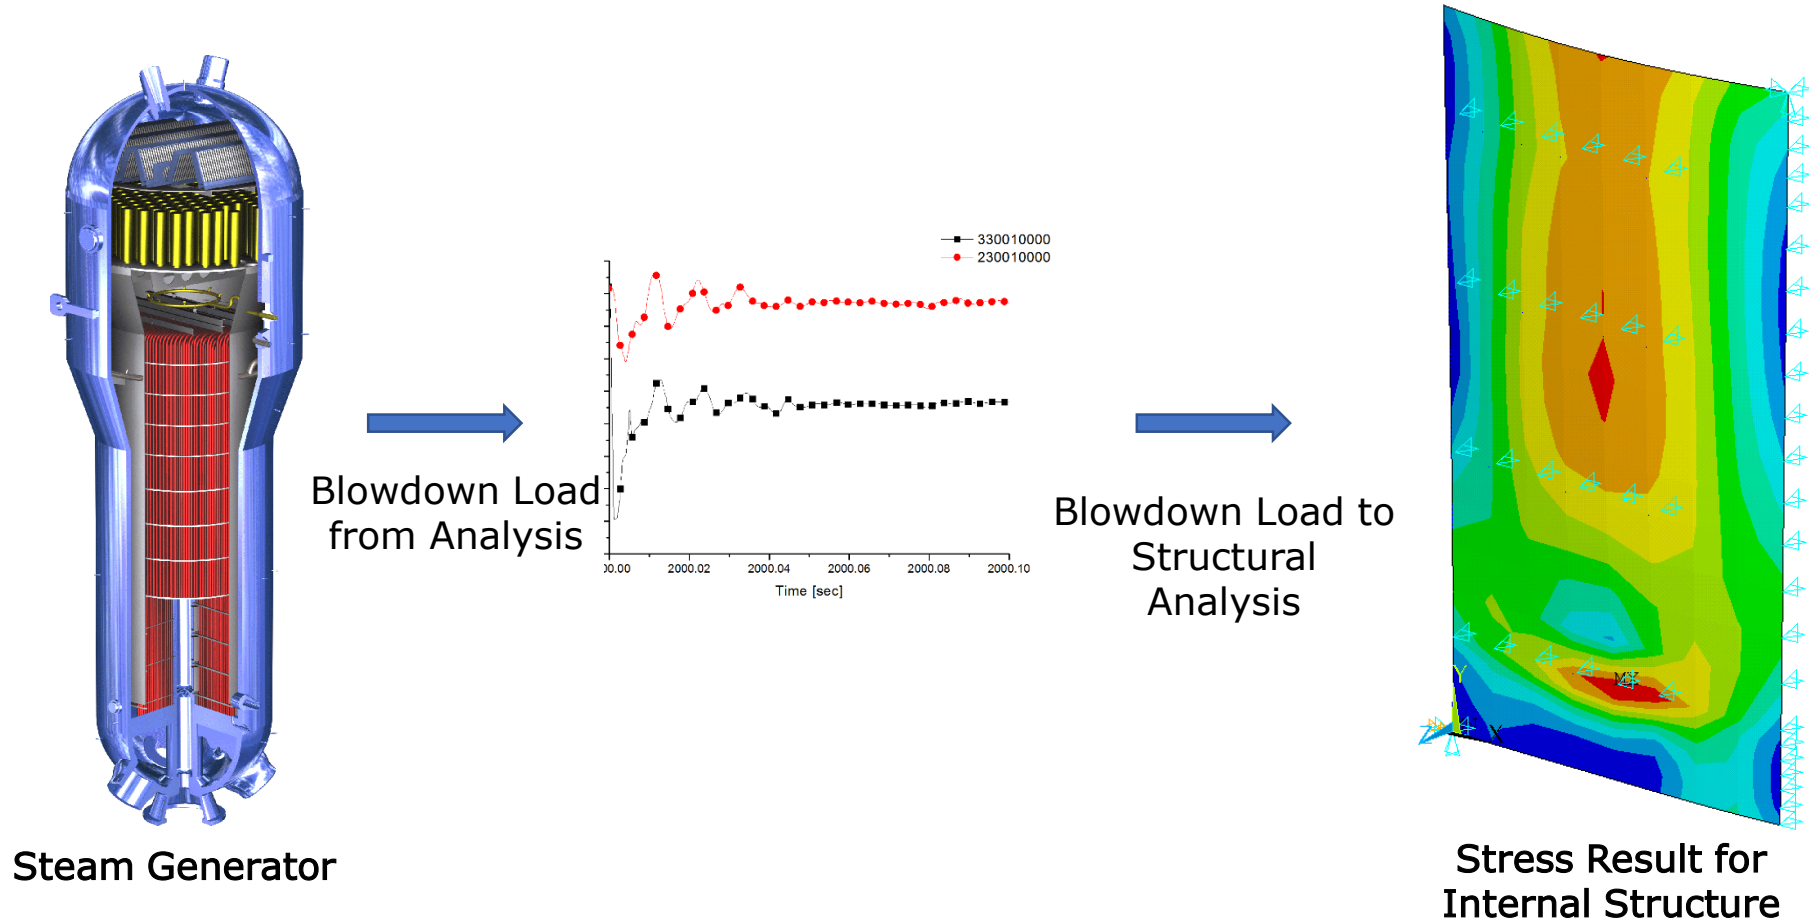 330010000
230010000
00.00
2000.02
2000.04
2000.06
2000.08
2000.10
Time [sec]
Blowdown Load
from Analysis
Blowdown Load to
Structural
Analysis
MX
Y
X
Steam Generator
Stress Result for
Internal Structure